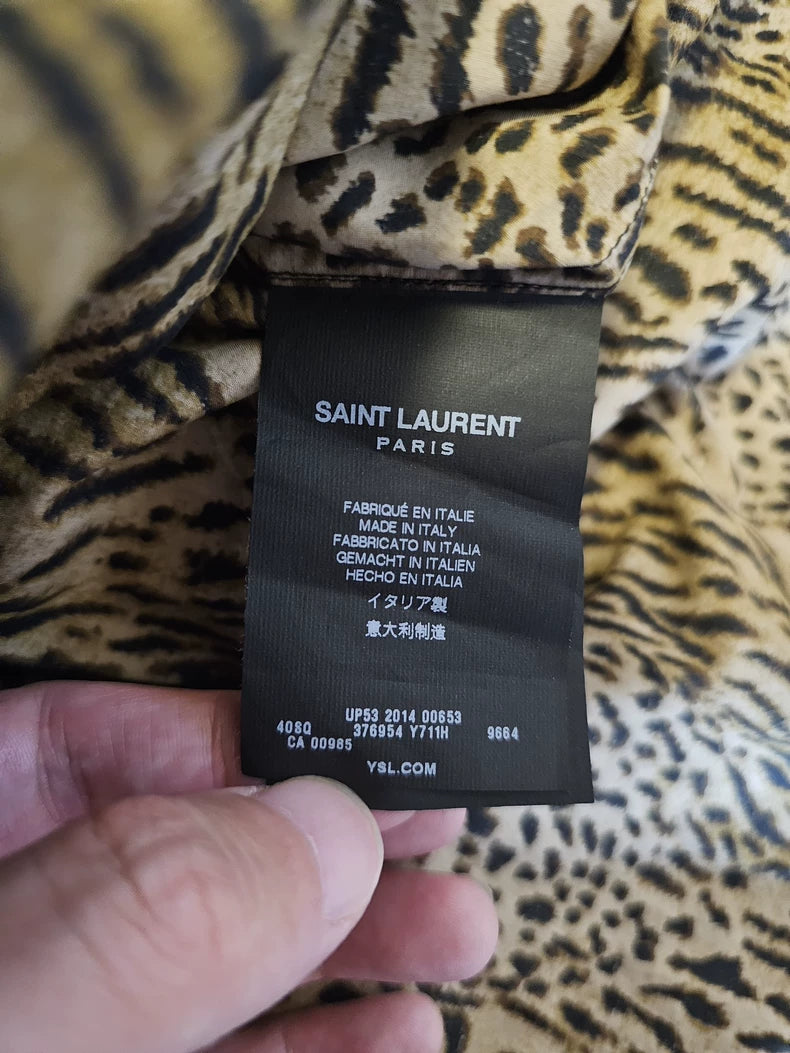 SAINT LAURENT
PARIS
FABRIQUÉ EN ITALIE
MADE IN ITALY
FABBRICATO IN ITALIA
GEMACHT IN ITALIEN
HECHO EN ITALIA
イタリア製
意大利制造
UP53 2014 00653
40SQ 376954 Y711H 9664
CA 00985
YSL.COM